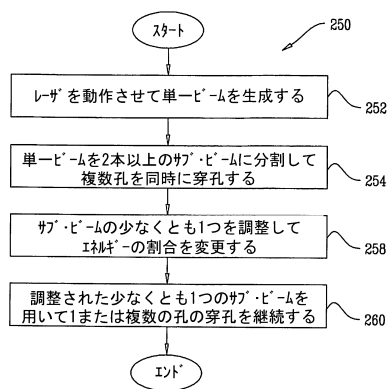 スタート
250
レーザを動作させて単一ビームを生成する
252
単一ビームを2本以上のサブ・ビームに分割して
複数孔を同時に穿孔する
254
サブ・ビームの少なくとも1つを調整して
エネルギーの割合を変更する
258
調整された少なくとも1つのサブ・ビームを
用いて1または複数の孔の穿孔を継続する
260
エンド